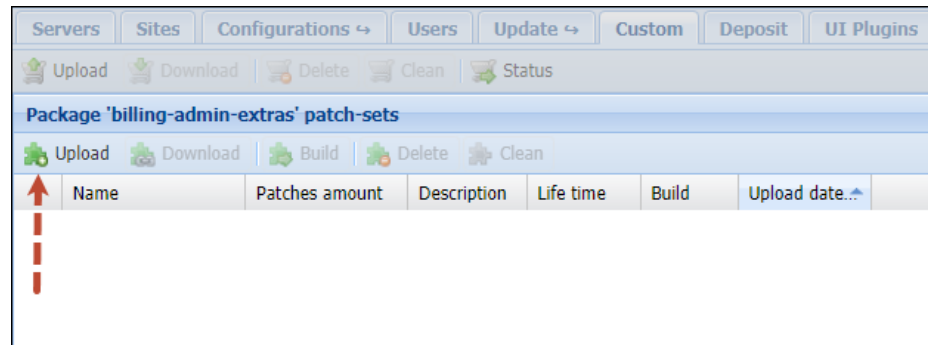 Servers Sites Configurations ↪ Users Update ↪ Custom Deposit UI Plugins
Upload Download Delete Clean Status
Package 'billing-admin-extras' patch-sets
Upload Download Build Delete Clean
Name Patches amount Description Life time Build Upload date...